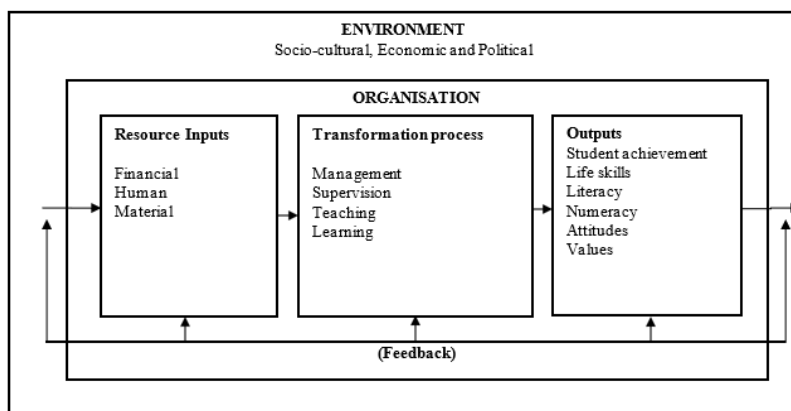 ENVIRONMENT
Socio-cultural, Economic and Political
ORGANISATION
Resource Inputs
Financial
Human
Material
Transformation process
Management
Supervision
Teaching
Learning
Outputs
Student achievement
Life skills
Literacy
Numeracy
Attitudes
Values
(Feedback)